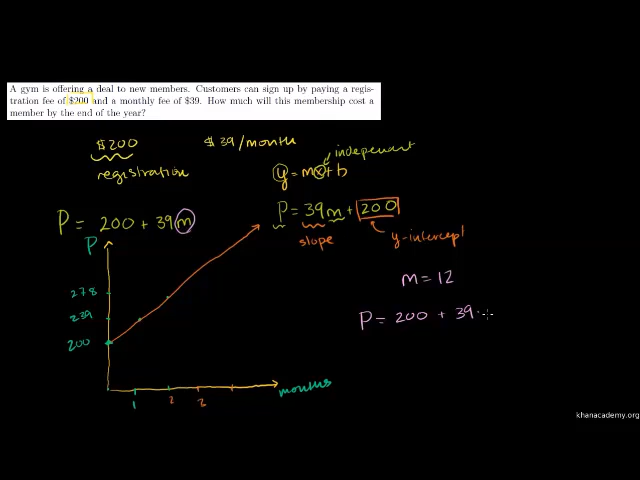 A gym is offering a deal to new members. Customers can sign up by paying a regis-
tration fee of $200 and a monthly fee of $39. How much will this membership cost a
member by the end of the year?
$200
$39/month
registration
independant
y = mx + b
P = 200 + 39m
P = 39m + 200
slope
y-intercept
P
278
239
200
1
2
2
months
m = 12
P = 200 + 39 ·
khanacademy.org